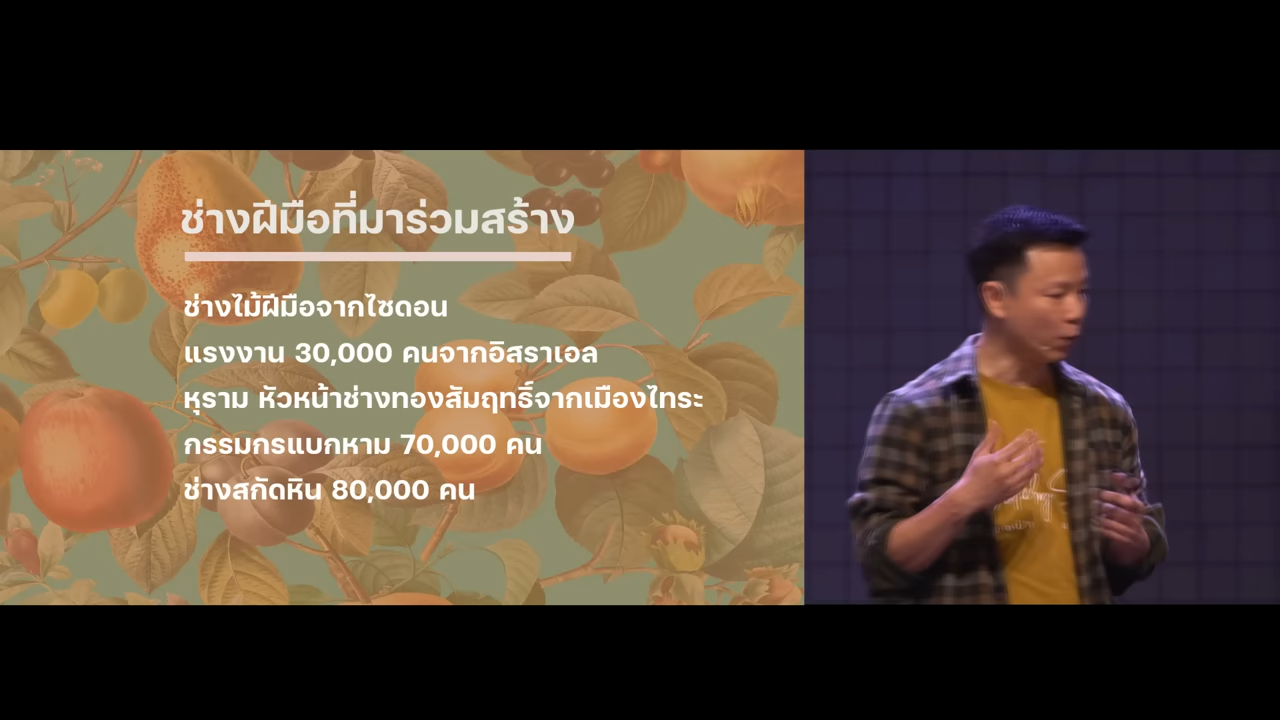 ช่างฝีมือที่มาร่วมสร้าง
ช่างไม้ฝีมือจากไซดอน
แรงงาน 30,000 คนจากอิสราเอล
หุราม หัวหน้าช่างทองสัมฤทธิ์จากเมืองไทระ
กรรมกรแบกหาม 70,000 คน
ช่างสกัดหิน 80,000 คน